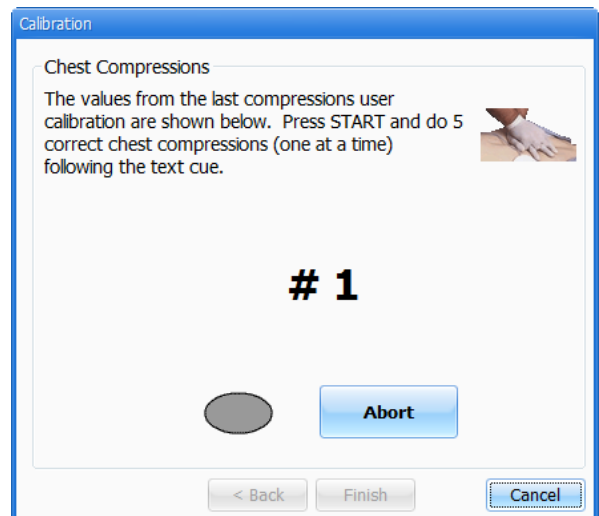 Calibration
Chest Compressions
The values from the last compressions user
calibration are shown below.  Press START and do 5
correct chest compressions (one at a time)
following the text cue.
# 1
Abort
< Back
Finish
Cancel